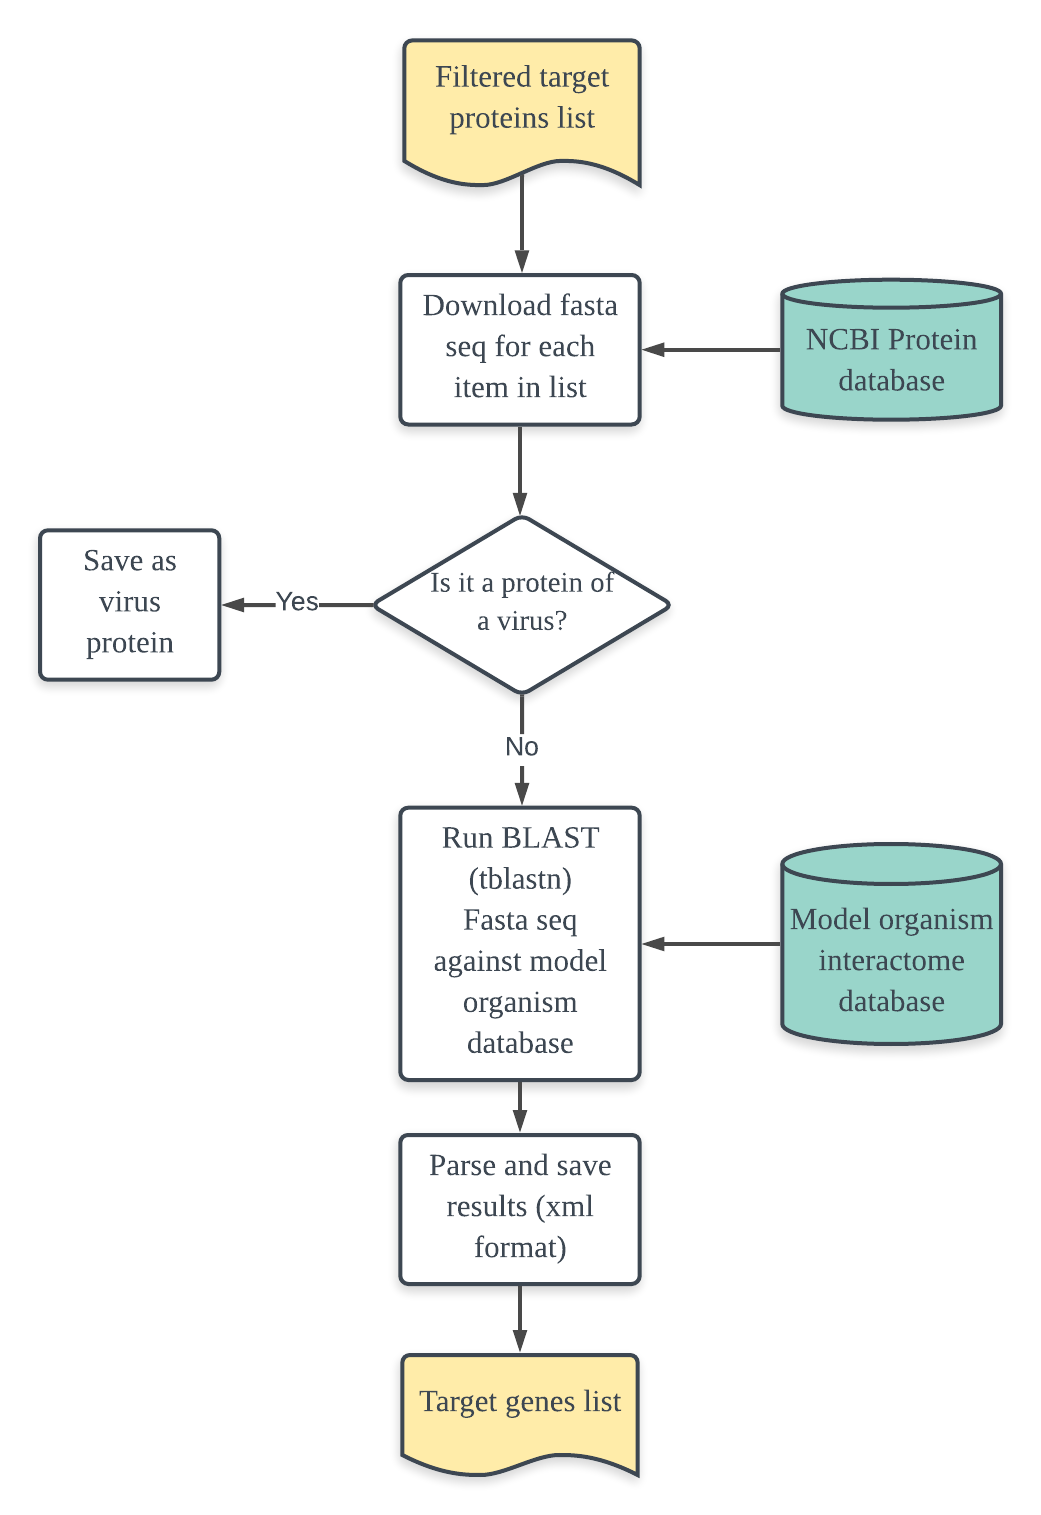 Filtered target
proteins list
Download fasta
seq for each
item in list
NCBI Protein
database
Is it a protein of
a virus?
Yes
Save as
virus
protein
No
Run BLAST
(tblastn)
Fasta seq
against model
organism
database
Model organism
interactome
database
Parse and save
results (xml
format)
Target genes list